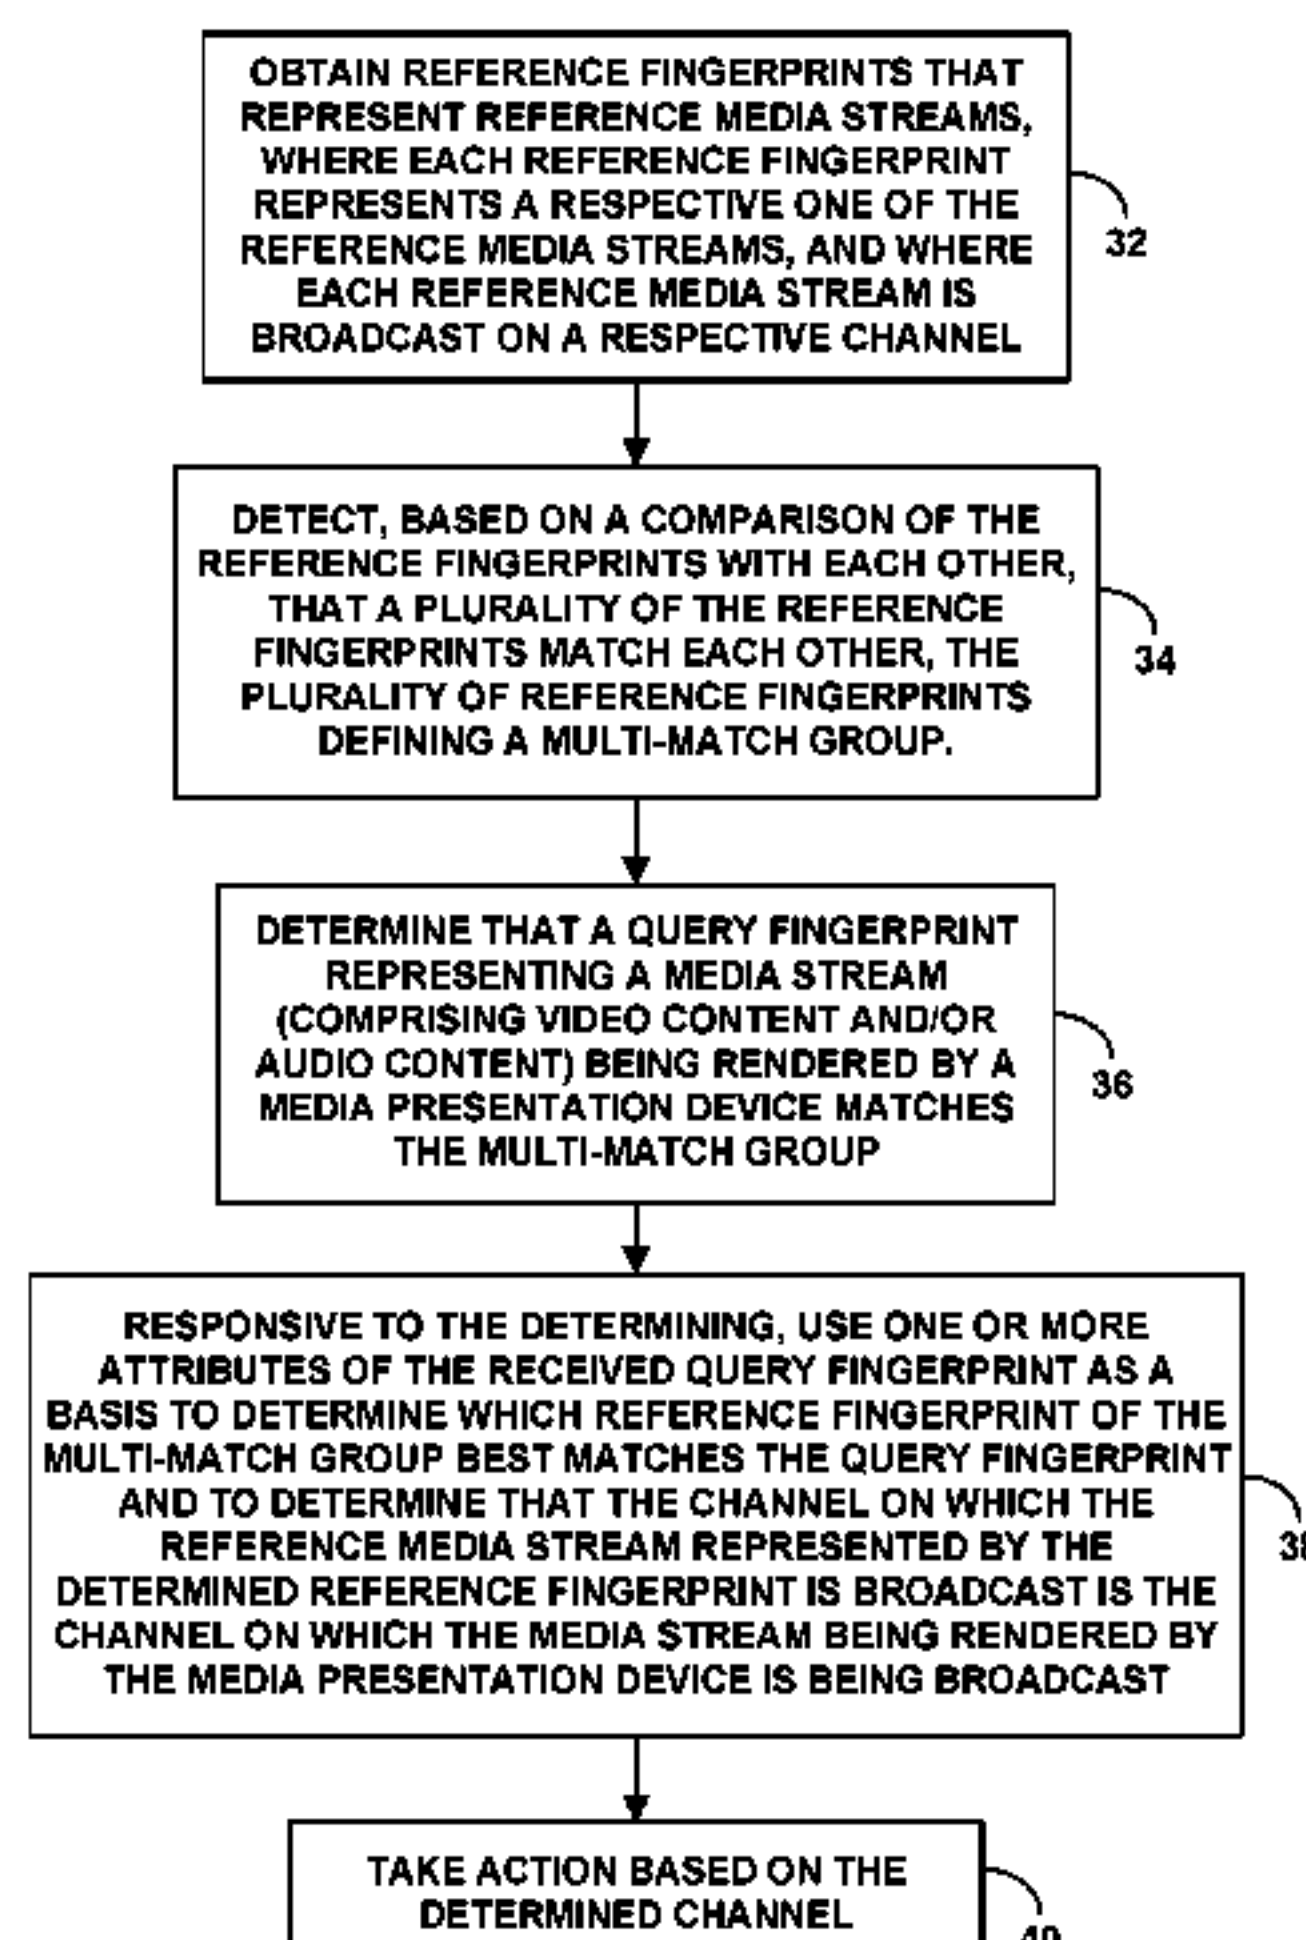 OBTAIN REFERENCE FINGERPRINTS THAT
REPRESENT REFERENCE MEDIA STREAMS,
WHERE EACH REFERENCE FINGERPRINT
REPRESENTS A RESPECTIVE ONE OF THE
REFERENCE MEDIA STREAMS, AND WHERE
EACH REFERENCE MEDIA STREAM IS
BROADCAST ON A RESPECTIVE CHANNEL
32
DETECT, BASED ON A COMPARISON OF THE
REFERENCE FINGERPRINTS WITH EACH OTHER,
THAT A PLURALITY OF THE REFERENCE
FINGERPRINTS MATCH EACH OTHER, THE
PLURALITY OF REFERENCE FINGERPRINTS
DEFINING A MULTI-MATCH GROUP.
34
DETERMINE THAT A QUERY FINGERPRINT
REPRESENTING A MEDIA STREAM
(COMPRISING VIDEO CONTENT AND/OR
AUDIO CONTENT) BEING RENDERED BY A
MEDIA PRESENTATION DEVICE MATCHES
THE MULTI-MATCH GROUP
36
RESPONSIVE TO THE DETERMINING, USE ONE OR MORE
ATTRIBUTES OF THE RECEIVED QUERY FINGERPRINT AS A
BASIS TO DETERMINE WHICH REFERENCE FINGERPRINT OF THE
MULTI-MATCH GROUP BEST MATCHES THE QUERY FINGERPRINT
AND TO DETERMINE THAT THE CHANNEL ON WHICH THE
REFERENCE MEDIA STREAM REPRESENTED BY THE
DETERMINED REFERENCE FINGERPRINT IS BROADCAST IS THE
CHANNEL ON WHICH THE MEDIA STREAM BEING RENDERED BY
THE MEDIA PRESENTATION DEVICE IS BEING BROADCAST
TAKE ACTION BASED ON THE
DETERMINED CHANNEL